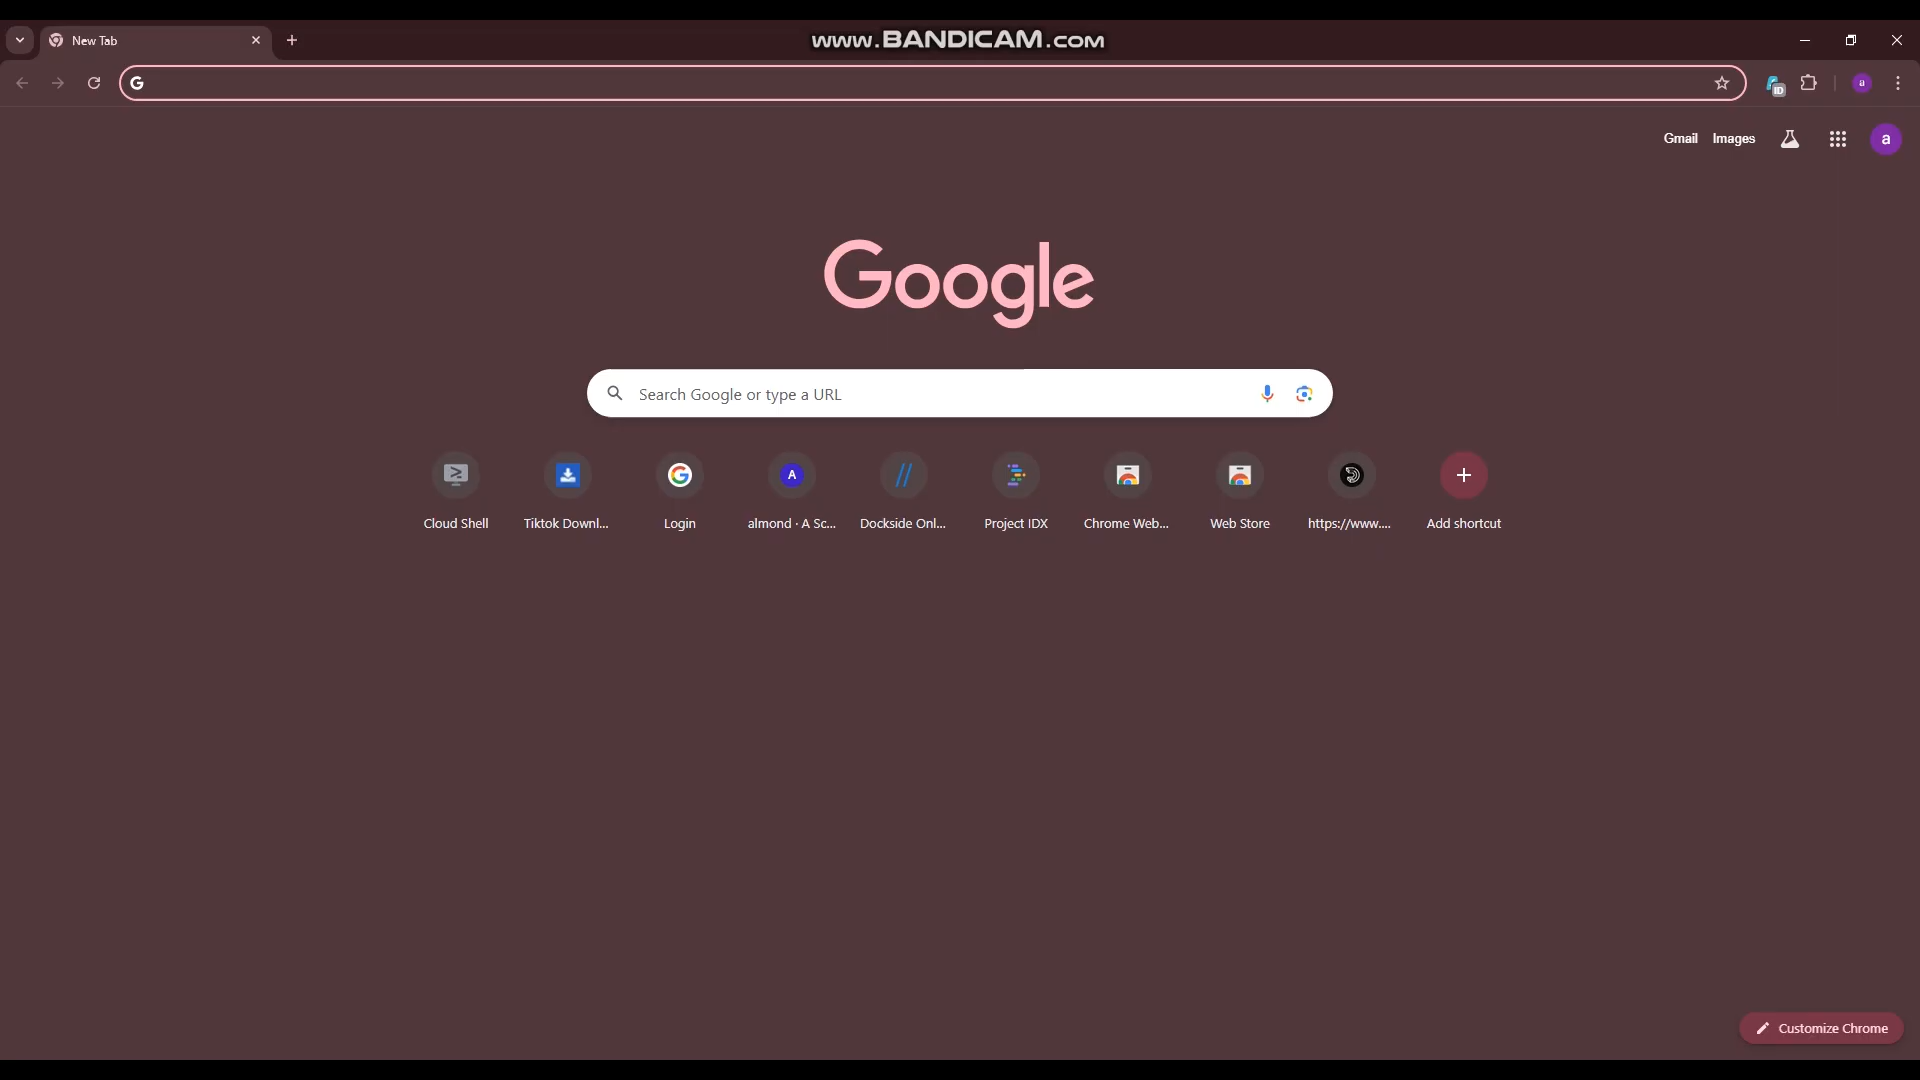 New Tab
www.BANDICAM.com
ID
a
Gmail
Images
a
Google
Search Google or type a URL
A
Cloud Shell
Tiktok Downl...
Login
almond · A Sc...
Dockside Onl...
Project IDX
Chrome Web...
Web Store
https://www....
Add shortcut
Customize Chrome